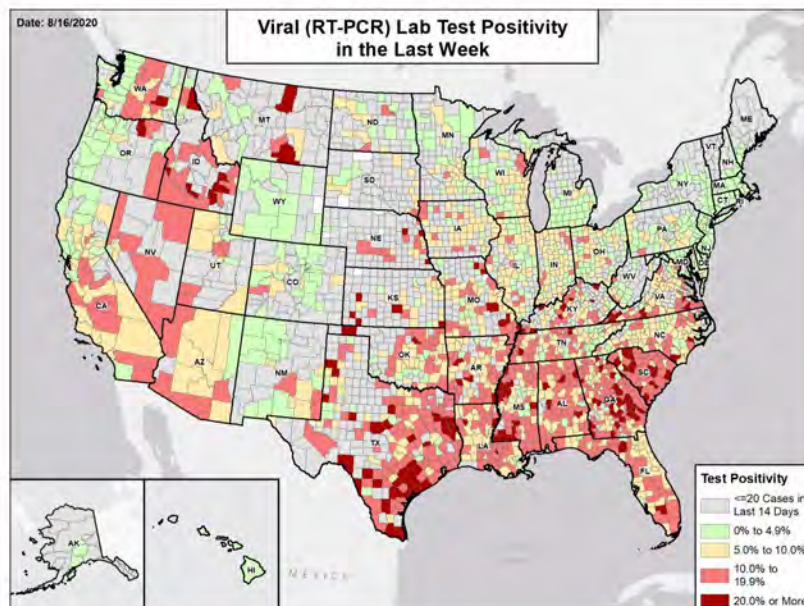 Date: 8/16/2020
Viral (RT-PCR) Lab Test Positivity
in the Last Week
WA
MT
ND
MN
ME
OR
ID
SD
WI
VT
NH
WY
MI
NY
MA
CT
RI
IA
NE
PA
NJ
NV
UT
CO
IL
IN
OH
MD
DE
WV
CA
KS
MO
KY
VA
AZ
NM
OK
AR
TN
NC
SC
TX
LA
MS
AL
GA
FL
AK
HI
MEXICO
Test Positivity
<=20 Cases in
Last 14 Days
0% to 4.9%
5.0% to 10.0%
10.0% to
19.9%
20.0% or More